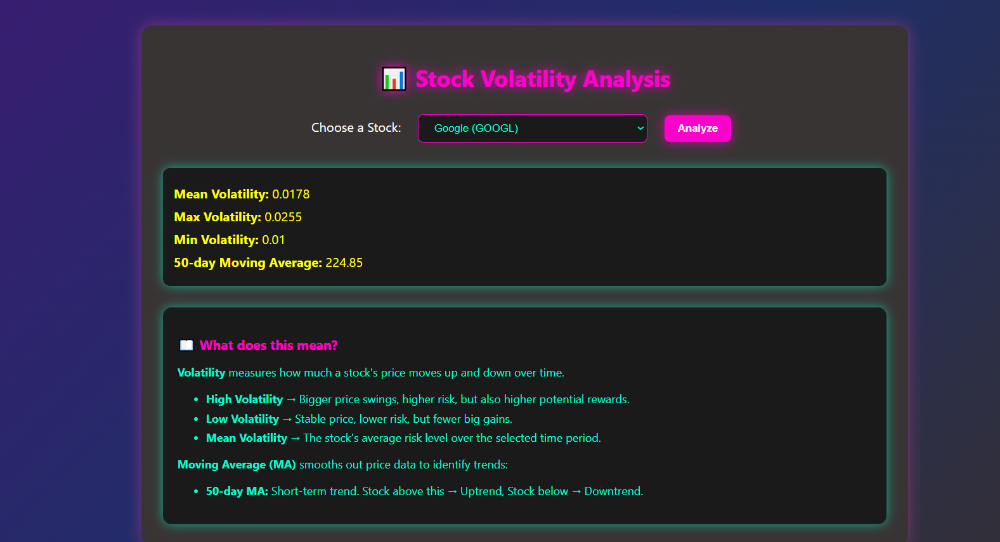 📊 Stock Volatility Analysis
Choose a Stock: Google (GOOGL) Analyze
Mean Volatility: 0.0178
Max Volatility: 0.0255
Min Volatility: 0.01
50-day Moving Average: 224.85
📖 What does this mean?
Volatility measures how much a stock's price moves up and down over time.
• High Volatility → Bigger price swings, higher risk, but also higher potential rewards.
• Low Volatility → Stable price, lower risk, but fewer big gains.
• Mean Volatility → The stock’s average risk level over the selected time period.
Moving Average (MA) smooths out price data to identify trends:
• 50-day MA: Short-term trend. Stock above this → Uptrend, Stock below → Downtrend.